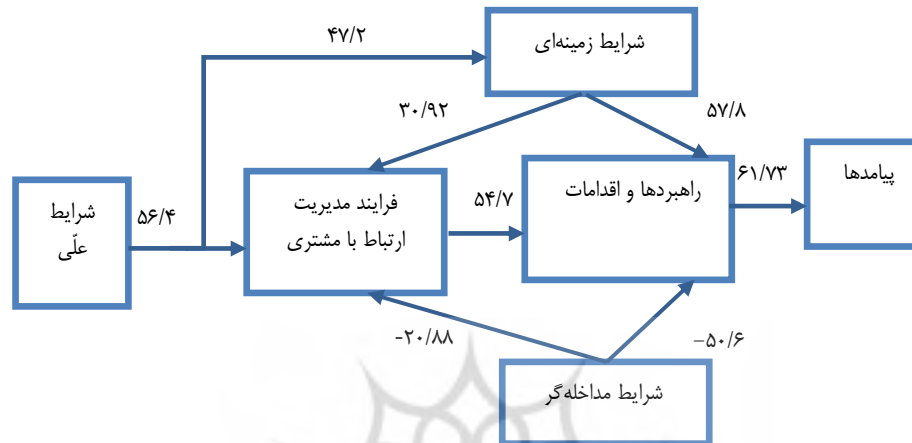 ۴۷/۲
شرایط زمینه‌ای
۳۰/۹۲
۵۷/۸
شرایط
علّی
۵۶/۴
فرایند مدیریت
ارتباط با مشتری
۵۴/۷
راهبردها و اقدامات
۶۱/۷۳
پیامدها
-۲۰/۸۸
-۵۰/۶
شرایط مداخله‌گر